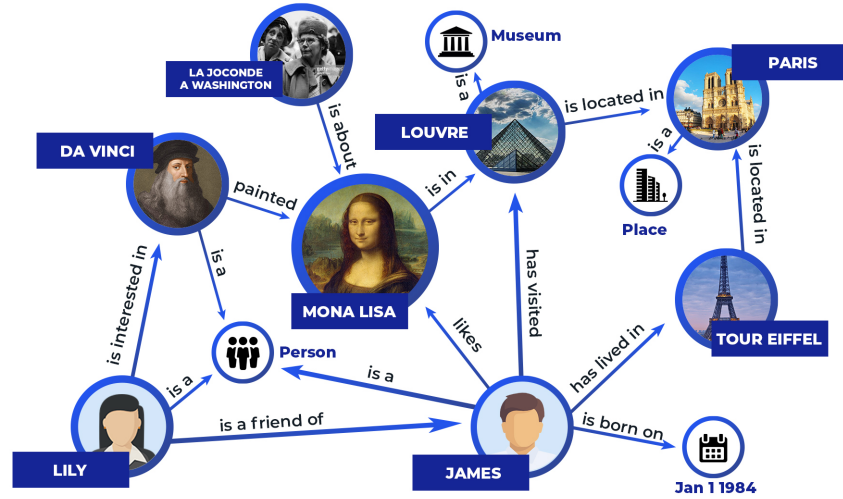 LA JOCONDE
A WASHINGTON
Museum
PARIS
is a
is located in
LOUVRE
DA VINCI
is about
is a
is located in
painted
is in
Place
is a
is interested in
has visited
MONA LISA
likes
TOUR EIFFEL
Person
has lived in
is a
is a
is a friend of
is born on
LILY
JAMES
Jan 1 1984